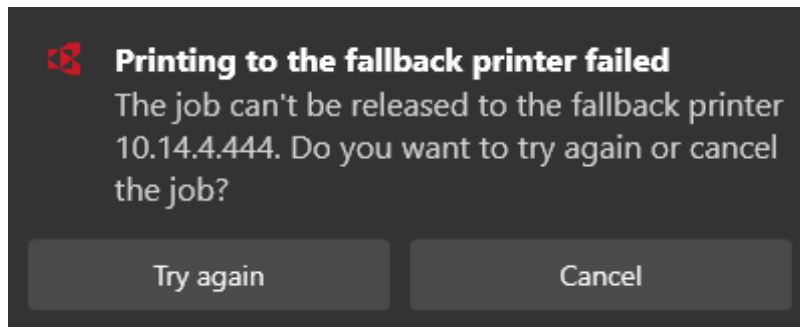 Printing to the fallback printer failed
The job can't be released to the fallback printer
10.14.4.444. Do you want to try again or cancel
the job?
Try again
Cancel